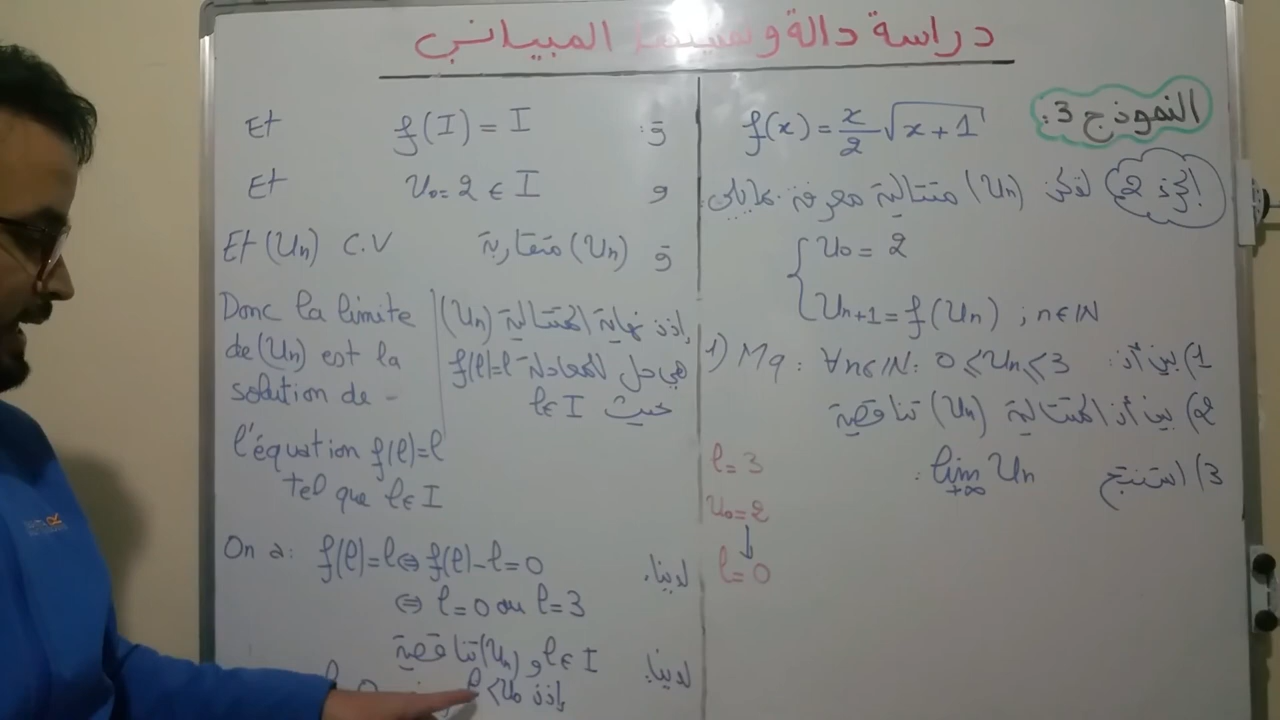 دراسة دالة و تمثيلها المبياني
النموذج 3:
f(x) = x/2 √(x+1)
الجزء 2) لتكن (Un) متتالية معرفة كالتالي:
U0 = 2
Un+1 = f(Un) ; n∈IN
1) Mq : ∀n∈IN: 0 ≤ Un ≤ 3 1) بين أن:
2) بين أن المتتالية (Un) تناقصية
3) استنتج lim Un :
+∞
l = 3
U0 = 2
↓
l = 0
Et f(I) = I و:
Et U0 = 2 ∈ I و
Et (Un) C.V و (Un) متقاربة
Donc la limite
de (Un) est la
solution de -
l'équation f(l)=l
tel que l∈I
إذن نهاية المتتالية (Un)
هي حل للمعادلة f(l)=l
حيث l∈I
On a: f(l)=l ⇔ f(l)-l=0 لدينا:
⇔ l=0 ou l=3
لدينا: l∈I و (Un) تناقصية
إذن l < U0